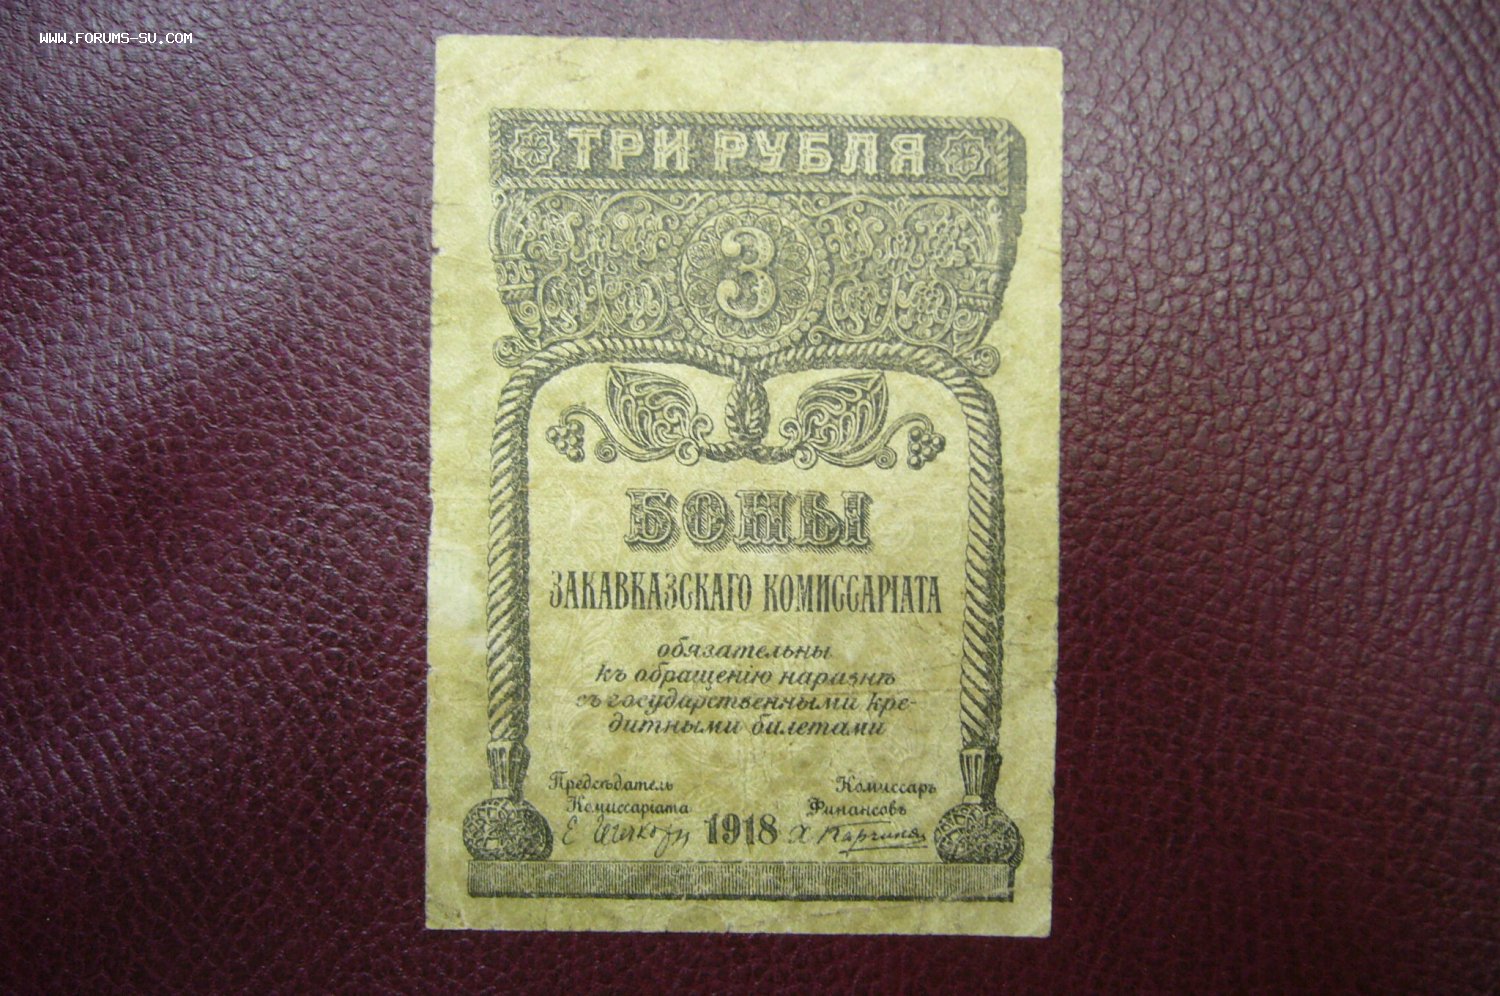 WWW.FORUMS-SU.COM
ТРИ РУБЛЯ
3
БОНЫ
ЗАКАВКАЗСКАГО КОМИССАРІАТА
обязательны
къ обращенію наравнѣ
съ государственными кре-
дитными билетами
Предсѣдатель Комиссаръ
Комиссаріата Финансовъ
1918